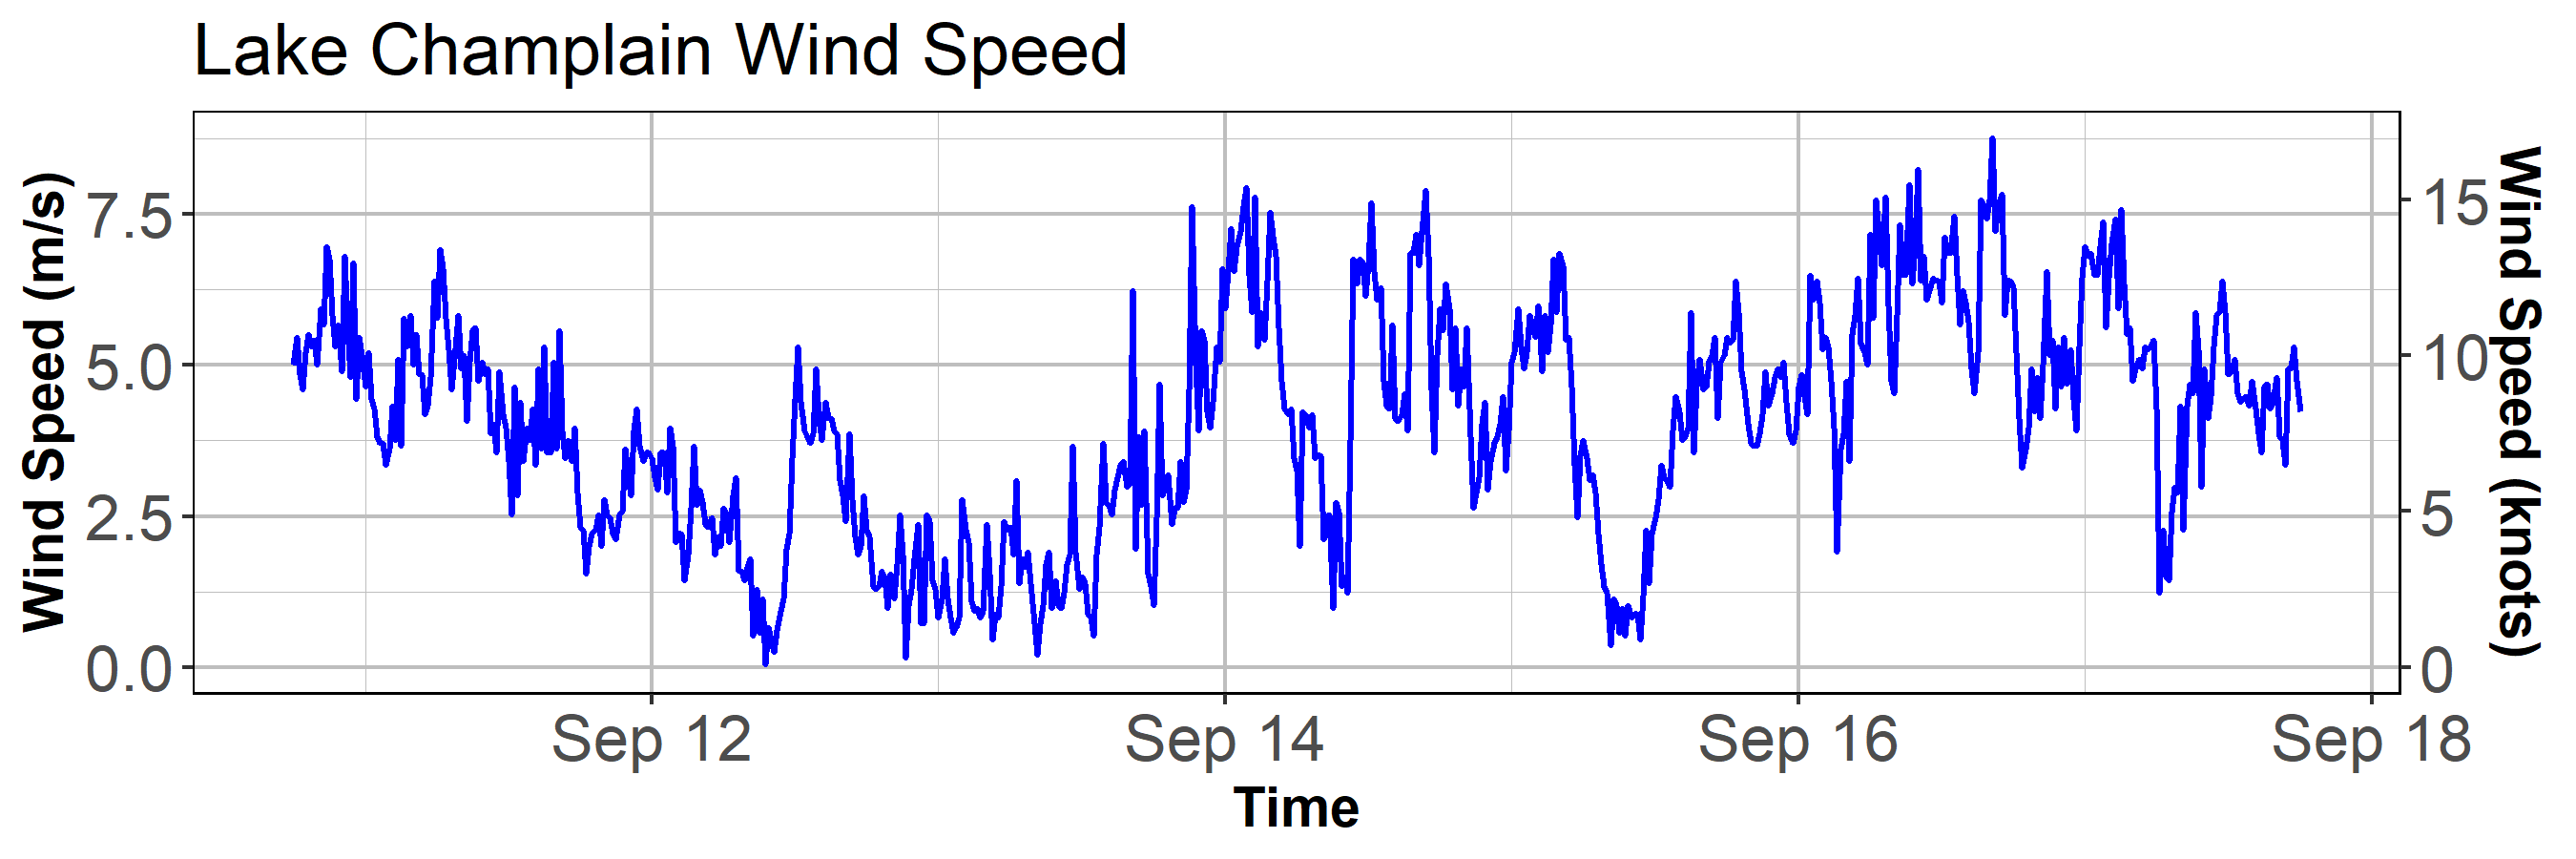 Lake Champlain Wind Speed
Wind Speed (m/s)
7.5
5.0
2.5
0.0
15
10
5
0
Wind Speed (knots)
Sep 12
Sep 14
Sep 16
Sep 18
Time